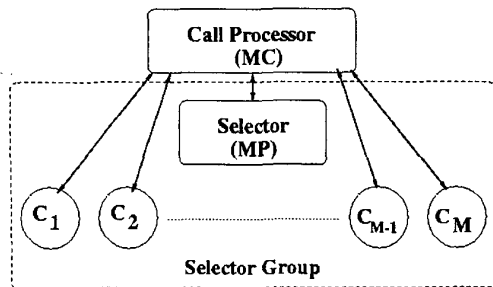 Call Processor
(MC)
Selector
(MP)
C1 C2 CM-1 CM
Selector Group